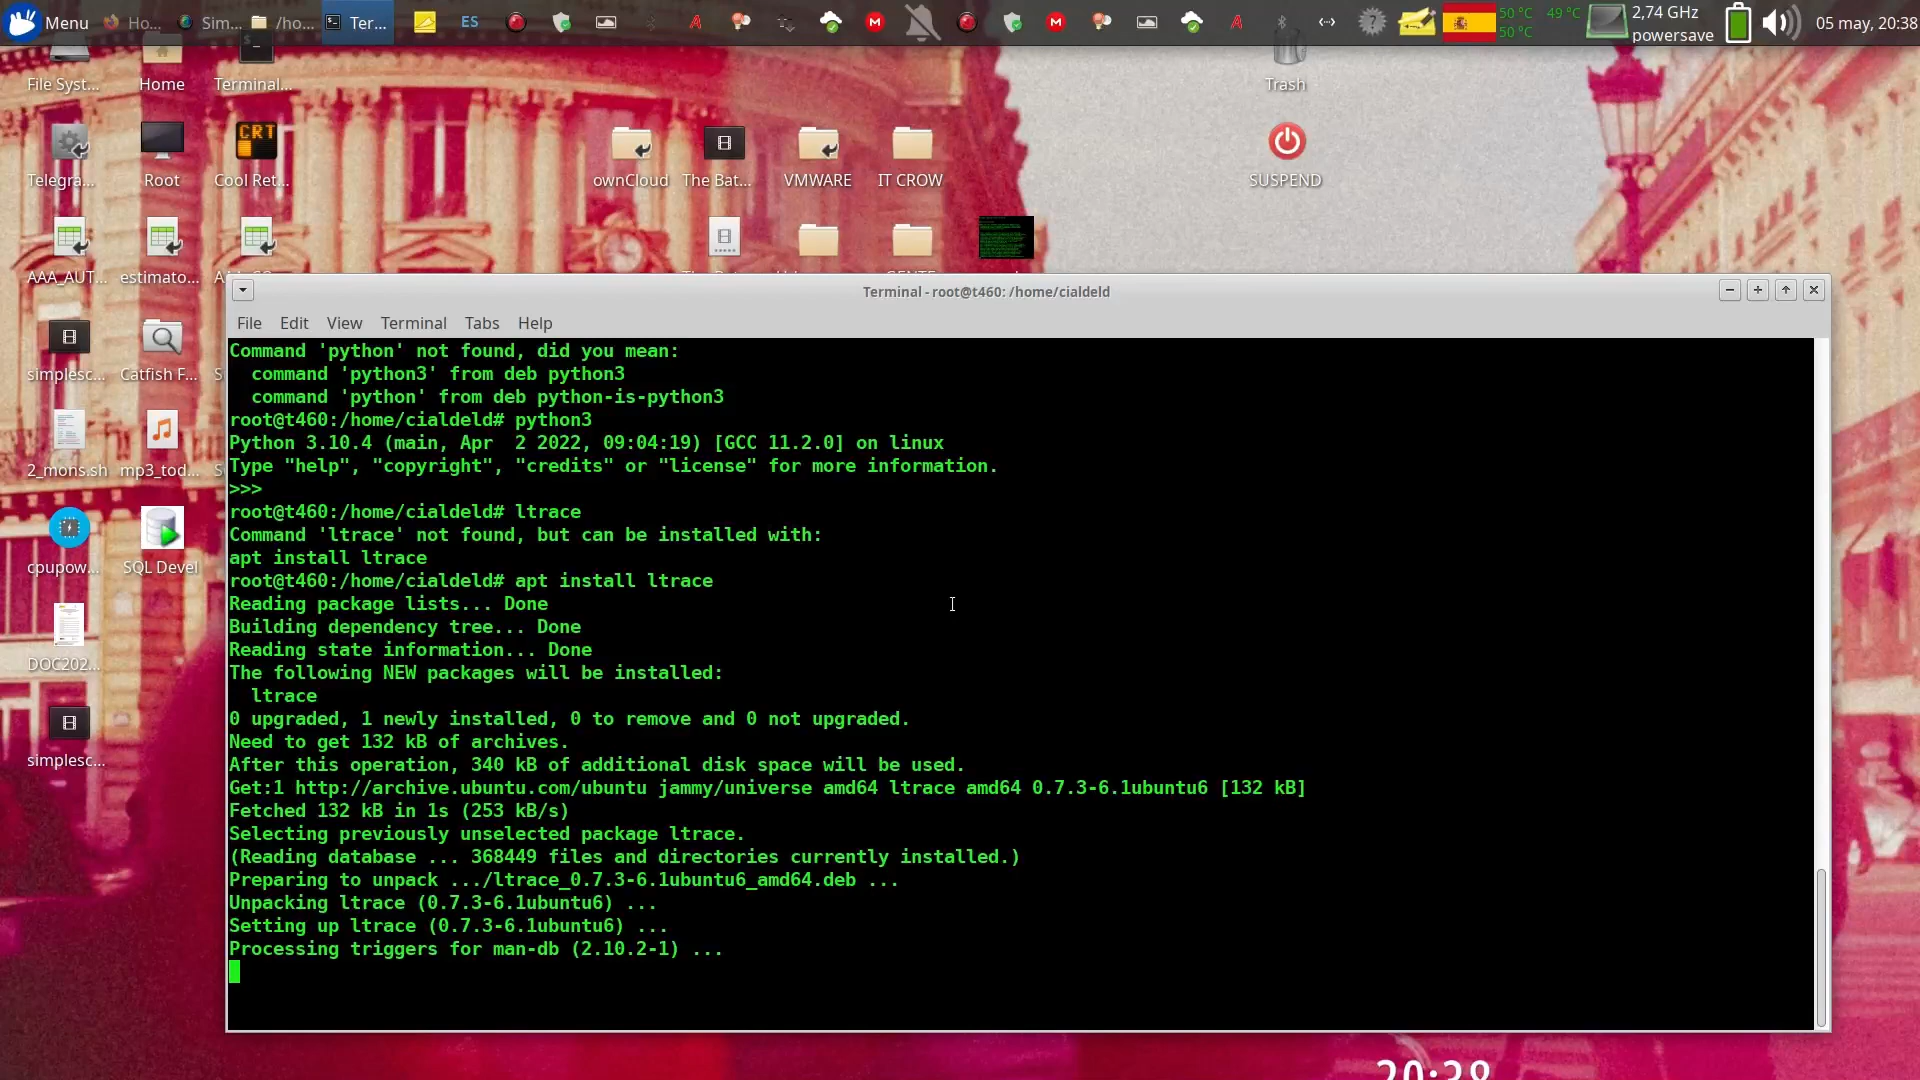 Menu
Ho...
Sim...
/ho...
Ter...
ES
50 °C
50 °C
49 °C
2,74 GHz
powersave
05 may, 20:38
File Syst...
Home
Terminal...
Trash
CRT
Telegra...
Root
Cool Ret...
ownCloud
The Bat...
VMWARE
IT CROW
SUSPEND
AAA_AUT...
estimato...
Terminal - root@t460: /home/cialdeld
File Edit View Terminal Tabs Help
Command 'python' not found, did you mean:
  command 'python3' from deb python3
  command 'python' from deb python-is-python3
root@t460:/home/cialdeld# python3
Python 3.10.4 (main, Apr  2 2022, 09:04:19) [GCC 11.2.0] on linux
Type "help", "copyright", "credits" or "license" for more information.
>>>
root@t460:/home/cialdeld# ltrace
Command 'ltrace' not found, but can be installed with:
apt install ltrace
root@t460:/home/cialdeld# apt install ltrace
Reading package lists... Done
Building dependency tree... Done
Reading state information... Done
The following NEW packages will be installed:
  ltrace
0 upgraded, 1 newly installed, 0 to remove and 0 not upgraded.
Need to get 132 kB of archives.
After this operation, 340 kB of additional disk space will be used.
Get:1 http://archive.ubuntu.com/ubuntu jammy/universe amd64 ltrace amd64 0.7.3-6.1ubuntu6 [132 kB]
Fetched 132 kB in 1s (253 kB/s)
Selecting previously unselected package ltrace.
(Reading database ... 368449 files and directories currently installed.)
Preparing to unpack .../ltrace_0.7.3-6.1ubuntu6_amd64.deb ...
Unpacking ltrace (0.7.3-6.1ubuntu6) ...
Setting up ltrace (0.7.3-6.1ubuntu6) ...
Processing triggers for man-db (2.10.2-1) ...
simplesc...
Catfish F...
2_mons.sh
mp3_tod...
cpupow...
SQL Devel
DOC202...
simplesc...
20:38